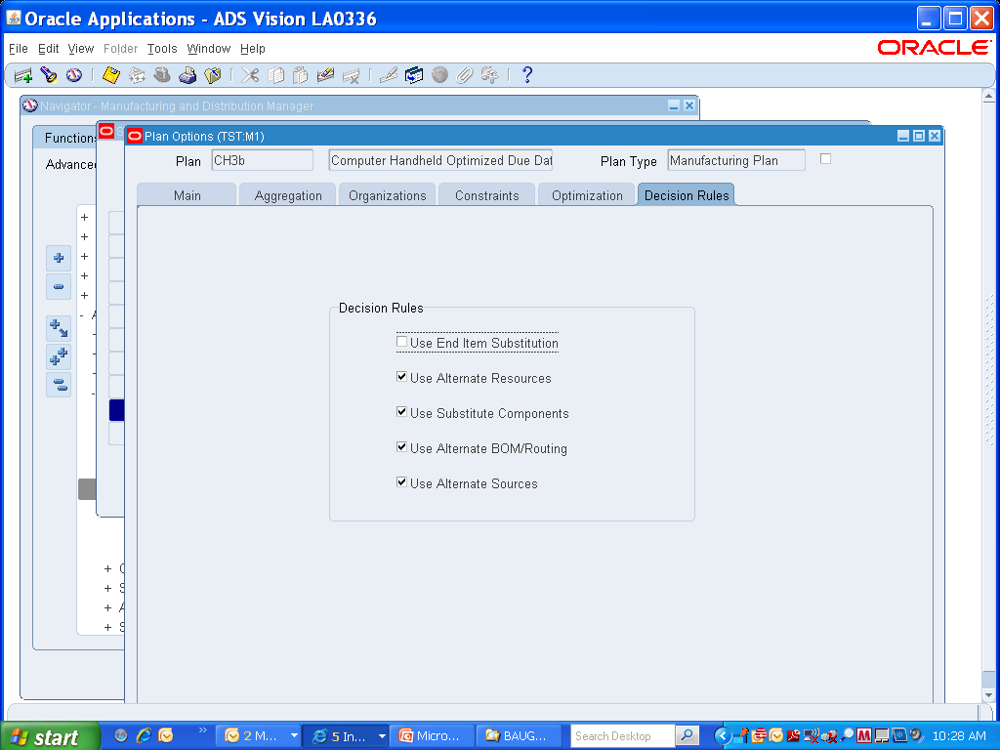 Oracle Applications - ADS Vision LA0336
File Edit View Folder Tools Window Help
ORACLE
Navigator - Manufacturing and Distribution Manager
Functions
Plan Options (TST:M1)
Advance
Plan CH3b Computer Handheld Optimized Due Dat Plan Type Manufacturing Plan
Main Aggregation Organizations Constraints Optimization Decision Rules
Decision Rules
Use End Item Substitution
Use Alternate Resources
Use Substitute Components
Use Alternate BOM/Routing
Use Alternate Sources
start 2 M... 5 In... Micro... BAUG... Search Desktop 10:28 AM